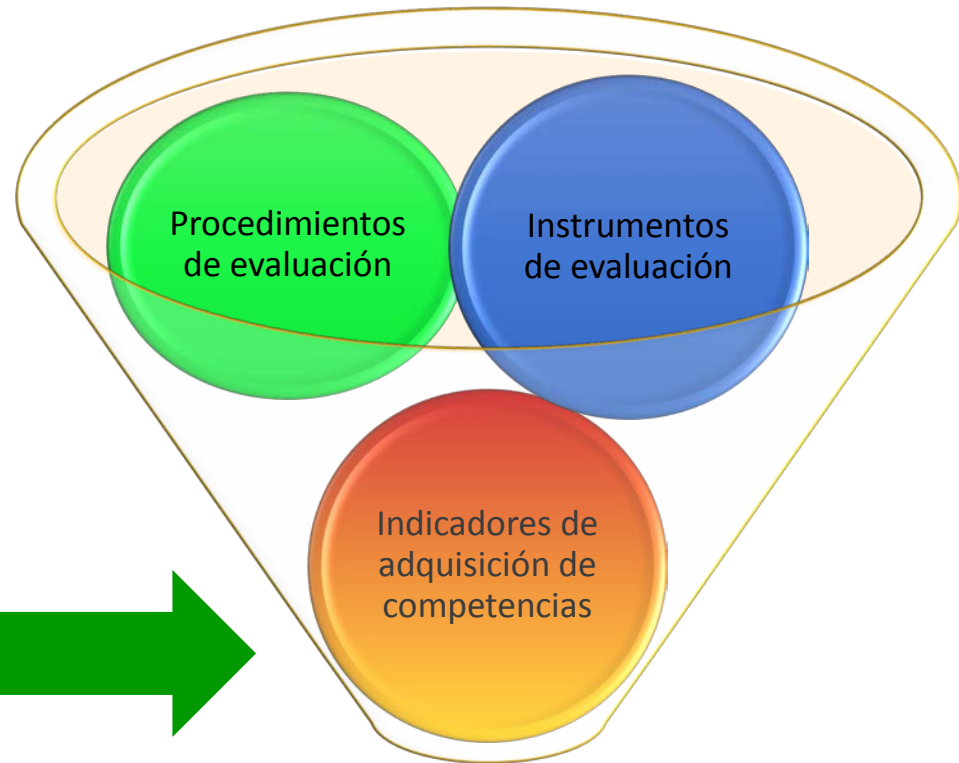 Procedimientos
de evaluación
Instrumentos
de evaluación
Indicadores de
adquisición de
competencias